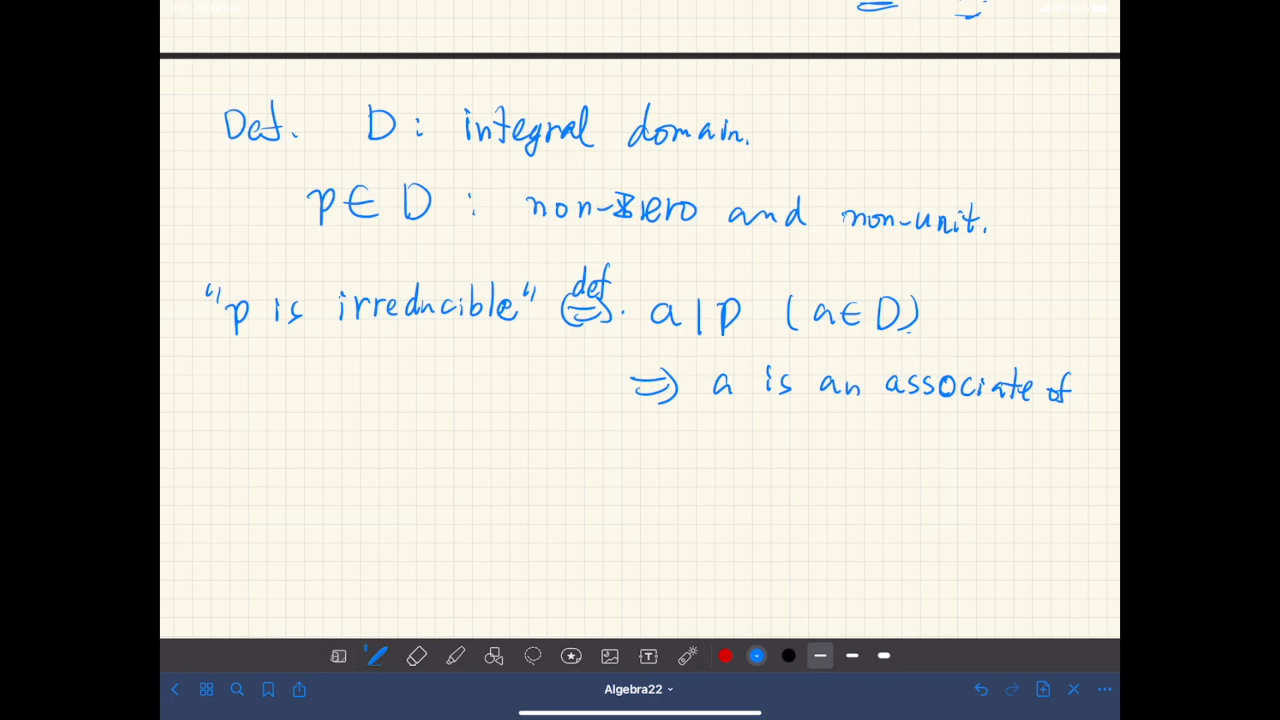 Def. D : integral domain.
p ∈ D : non-zero and non-unit.
"p is irreducible" ⇔ def. a | p (a ∈ D)
⇒ a is an associate of
Algebra22